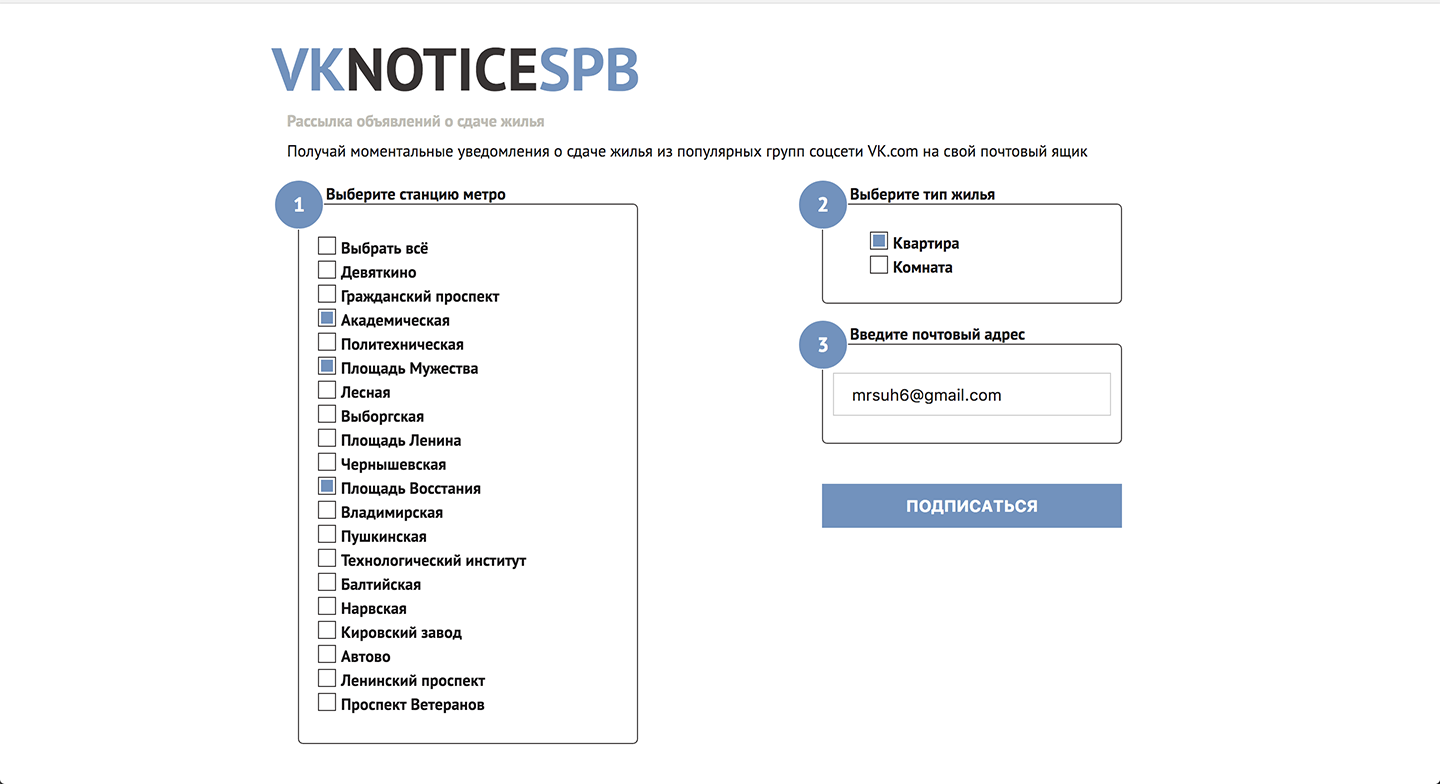 VKNOTICESPB
Рассылка объявлений о сдаче жилья
Получай моментальные уведомления о сдаче жилья из популярных групп соцсети VK.com на свой почтовый ящик
1
Выберите станцию метро
Выбрать всё
Девяткино
Гражданский проспект
Академическая
Политехническая
Площадь Мужества
Лесная
Выборгская
Площадь Ленина
Чернышевская
Площадь Восстания
Владимирская
Пушкинская
Технологический институт
Балтийская
Нарвская
Кировский завод
Автово
Ленинский проспект
Проспект Ветеранов
2
Выберите тип жилья
Квартира
Комната
3
Введите почтовый адрес
mrsuh6@gmail.com
ПОДПИСАТЬСЯ